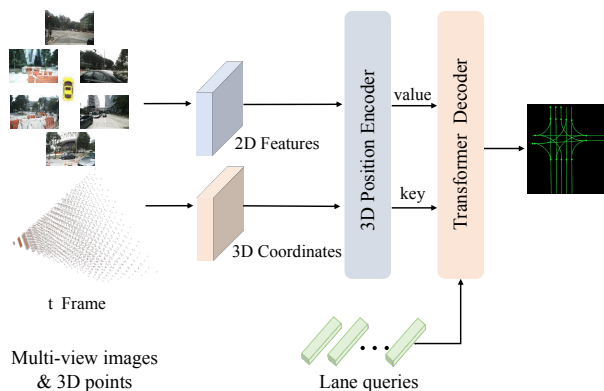 2D Features
3D Coordinates
t Frame
Multi-view images
& 3D points
3D Position Encoder
value
key
Transformer Decoder
Lane queries